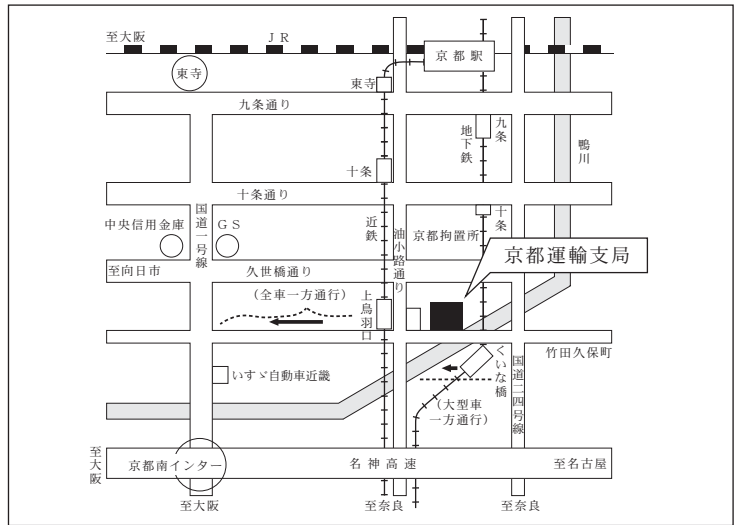 至大阪
JR
京都駅
東寺
東寺
九条通り
九条
地下鉄
鴨川
十条
十条通り
十条
中央信用金庫
国道一号線
GS
近鉄
油小路通り
京都拘置所
京都運輸支局
至向日市
久世橋通り
(全車一方通行)
上鳥羽口
竹田久保町
いすゞ自動車近畿
くいな橋
国道二四号線
(大型車
一方通行)
至大阪
京都南インター
名神高速
至名古屋
至大阪
至奈良
至奈良